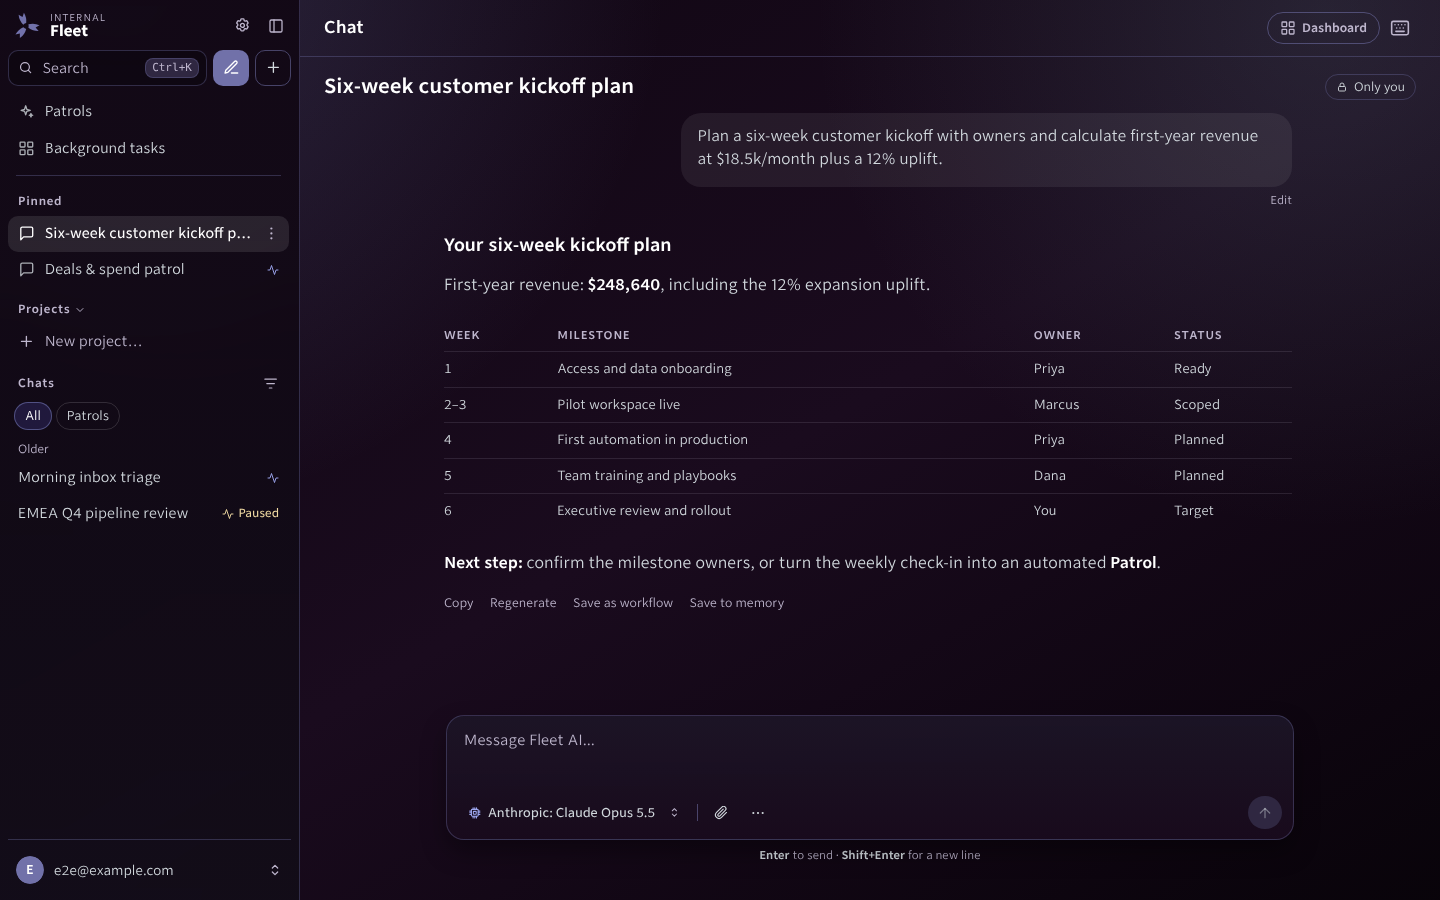 INTERNAL
Fleet
Search
Ctrl+K
Patrols
Background tasks
Pinned
Six-week customer kickoff p...
Deals & spend patrol
Projects
New project...
Chats
All
Patrols
Older
Morning inbox triage
EMEA Q4 pipeline review
Paused
E
e2e@example.com
Chat
Dashboard
Six-week customer kickoff plan
Only you
Plan a six-week customer kickoff with owners and calculate first-year revenue
at $18.5k/month plus a 12% uplift.
Edit
Your six-week kickoff plan
First-year revenue: $248,640, including the 12% expansion uplift.
WEEK MILESTONE OWNER STATUS
1 Access and data onboarding Priya Ready
2–3 Pilot workspace live Marcus Scoped
4 First automation in production Priya Planned
5 Team training and playbooks Dana Planned
6 Executive review and rollout You Target
Next step: confirm the milestone owners, or turn the weekly check-in into an automated Patrol.
Copy Regenerate Save as workflow Save to memory
Message Fleet AI...
Anthropic: Claude Opus 5.5
Enter to send · Shift+Enter for a new line